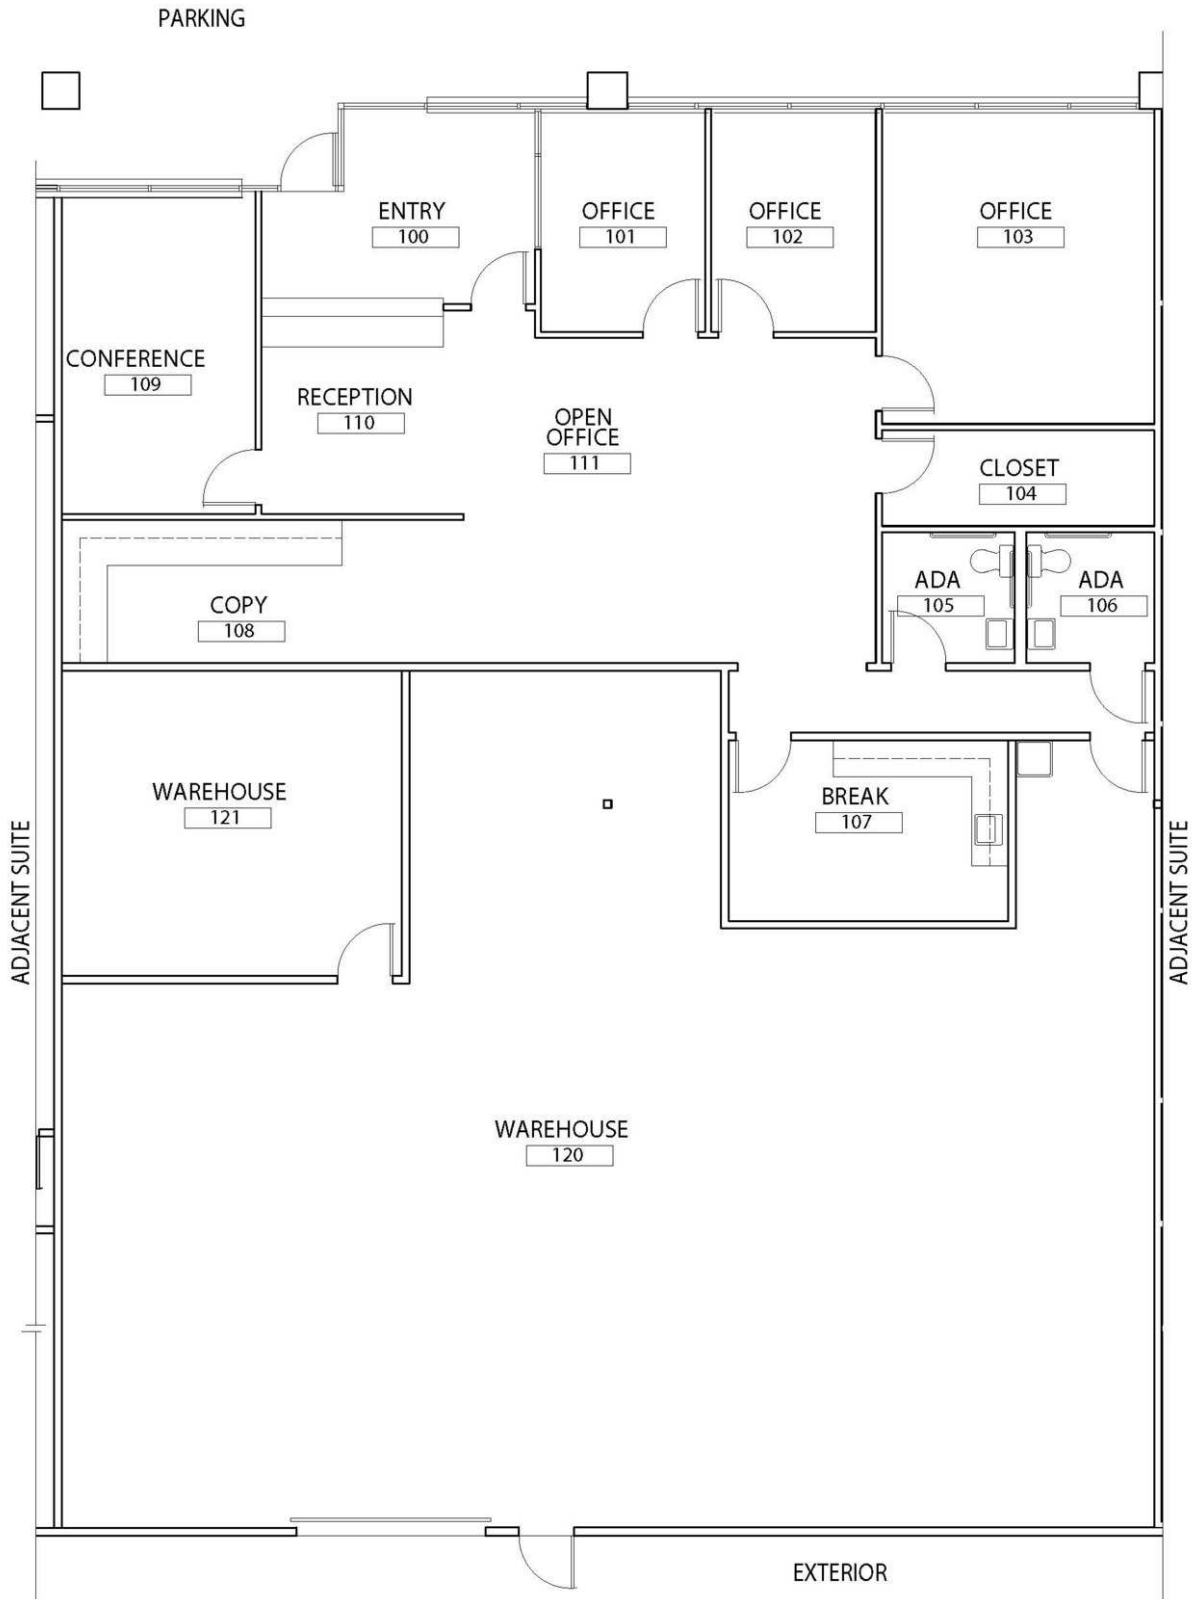 PARKING
ENTRY
100
OFFICE
101
OFFICE
102
OFFICE
103
CONFERENCE
109
RECEPTION
110
OPEN
OFFICE
111
CLOSET
104
COPY
108
ADA
105
ADA
106
WAREHOUSE
121
BREAK
107
ADJACENT SUITE
ADJACENT SUITE
WAREHOUSE
120
EXTERIOR